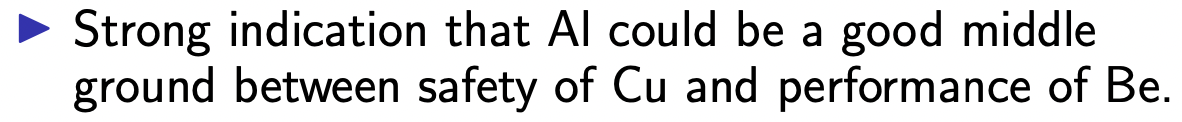 ▶ Strong indication that Al could be a good middle
ground between safety of Cu and performance of Be.